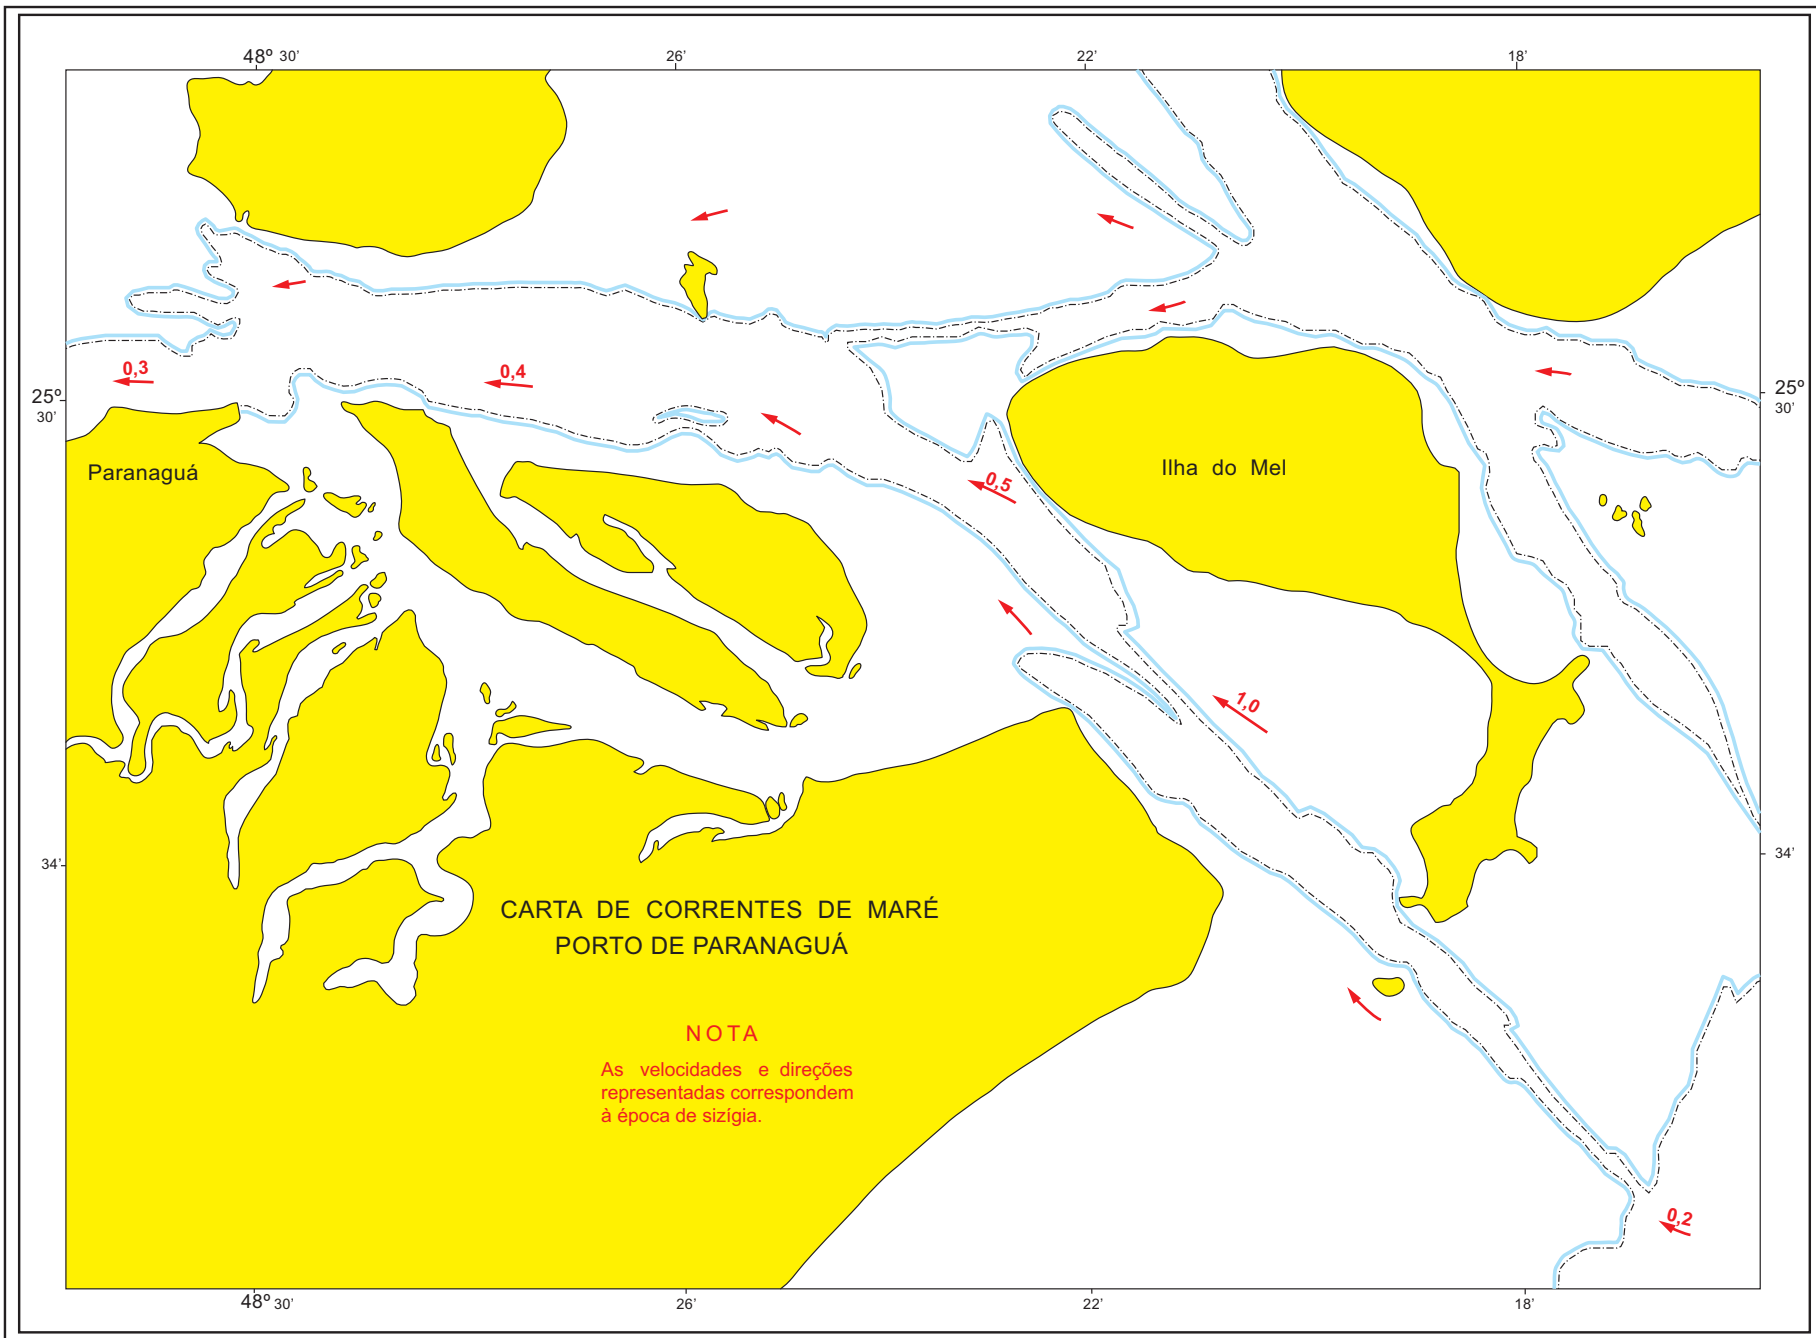 48º 30’
26’
22’
18’
0,3
0,4
25º
30’
25º
30’
Paranaguá
Ilha do Mel
0,5
1,0
34’
34’
CARTA DE CORRENTES DE MARÉ
PORTO DE PARANAGUÁ
NOTA
As velocidades e direções
representadas correspondem
à época de sizígia.
0,2
48º 30’
26’
22’
18’